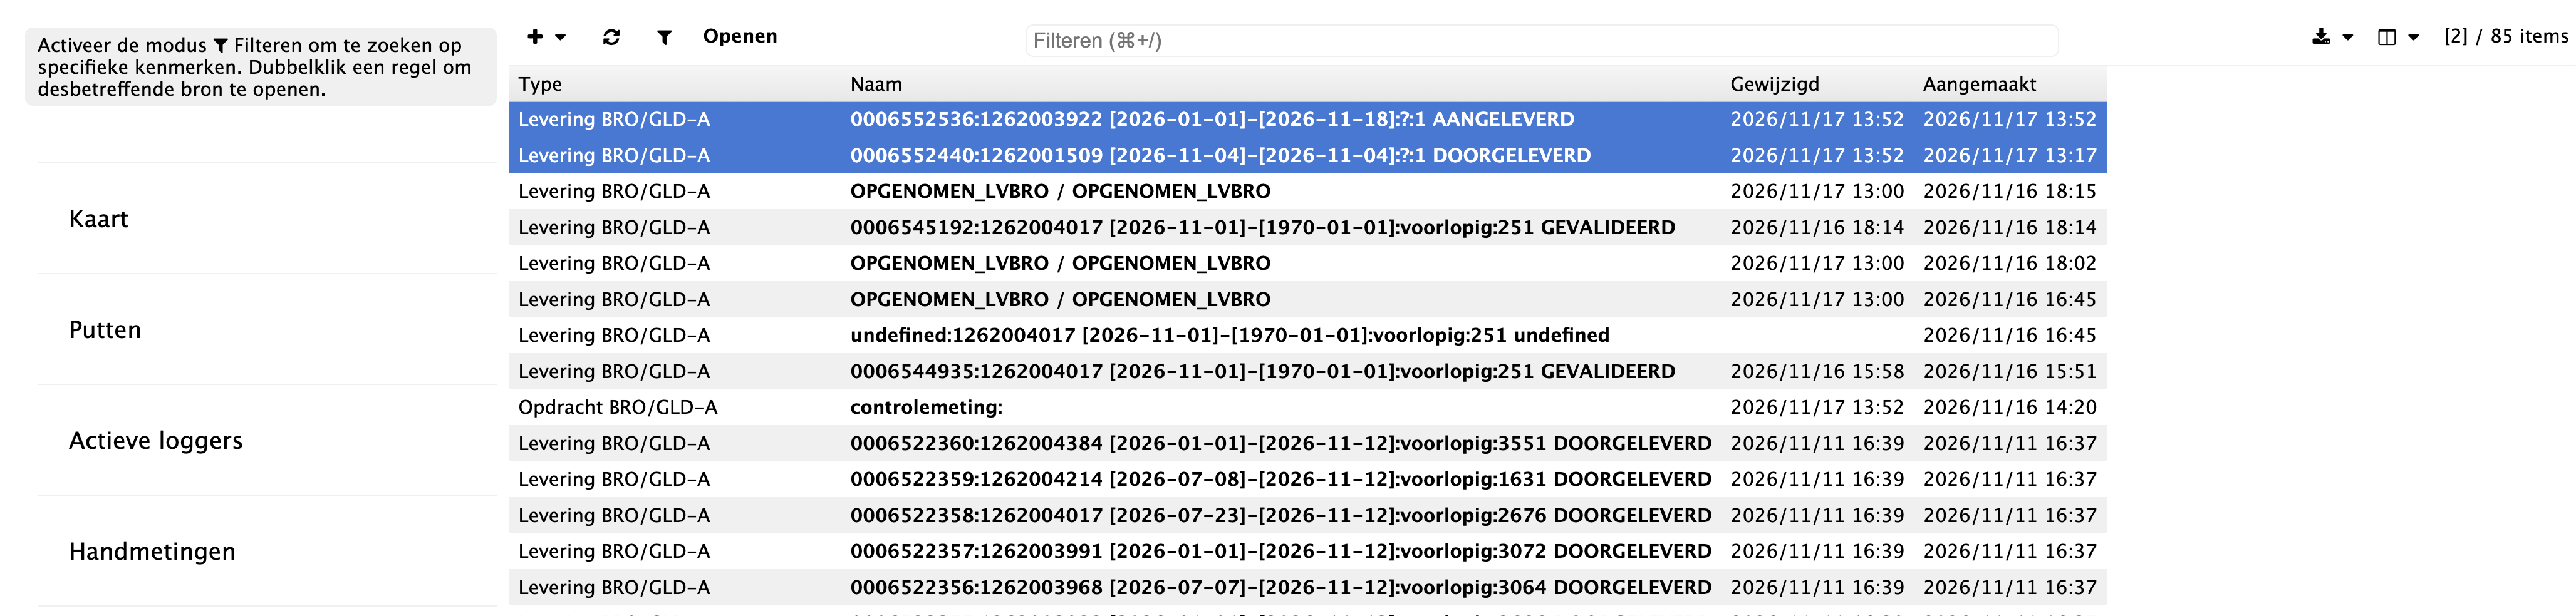 Activeer de modus Filteren om te zoeken op
specifieke kenmerken. Dubbelklik een regel om
desbetreffende bron te openen.
Kaart
Putten
Actieve loggers
Handmetingen
Openen
Filteren (⌘+/)
[2] / 85 items
Type Naam Gewijzigd Aangemaakt
Levering BRO/GLD-A 0006552536:1262003922 [2026-01-01]-[2026-11-18]:?:1 AANGELEVERD 2026/11/17 13:52 2026/11/17 13:52
Levering BRO/GLD-A 0006552440:1262001509 [2026-11-04]-[2026-11-04]:?:1 DOORGELEVERD 2026/11/17 13:52 2026/11/17 13:17
Levering BRO/GLD-A OPGENOMEN_LVBRO / OPGENOMEN_LVBRO 2026/11/17 13:00 2026/11/16 18:15
Levering BRO/GLD-A 0006545192:1262004017 [2026-11-01]-[1970-01-01]:voorlopig:251 GEVALIDEERD 2026/11/16 18:14 2026/11/16 18:14
Levering BRO/GLD-A OPGENOMEN_LVBRO / OPGENOMEN_LVBRO 2026/11/17 13:00 2026/11/16 18:02
Levering BRO/GLD-A OPGENOMEN_LVBRO / OPGENOMEN_LVBRO 2026/11/17 13:00 2026/11/16 16:45
Levering BRO/GLD-A undefined:1262004017 [2026-11-01]-[1970-01-01]:voorlopig:251 undefined 2026/11/16 16:45
Levering BRO/GLD-A 0006544935:1262004017 [2026-11-01]-[1970-01-01]:voorlopig:251 GEVALIDEERD 2026/11/16 15:58 2026/11/16 15:51
Opdracht BRO/GLD-A controlemeting: 2026/11/17 13:52 2026/11/16 14:20
Levering BRO/GLD-A 0006522360:1262004384 [2026-01-01]-[2026-11-12]:voorlopig:3551 DOORGELEVERD 2026/11/11 16:39 2026/11/11 16:37
Levering BRO/GLD-A 0006522359:1262004214 [2026-07-08]-[2026-11-12]:voorlopig:1631 DOORGELEVERD 2026/11/11 16:39 2026/11/11 16:37
Levering BRO/GLD-A 0006522358:1262004017 [2026-07-23]-[2026-11-12]:voorlopig:2676 DOORGELEVERD 2026/11/11 16:39 2026/11/11 16:37
Levering BRO/GLD-A 0006522357:1262003991 [2026-01-01]-[2026-11-12]:voorlopig:3072 DOORGELEVERD 2026/11/11 16:39 2026/11/11 16:37
Levering BRO/GLD-A 0006522356:1262003968 [2026-07-07]-[2026-11-12]:voorlopig:3064 DOORGELEVERD 2026/11/11 16:39 2026/11/11 16:37